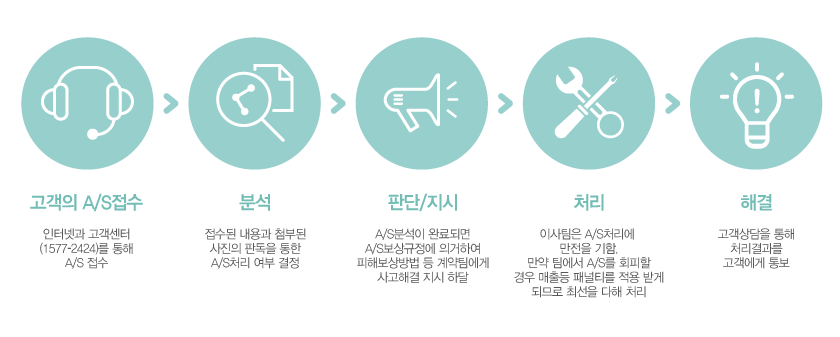 고객의 A/S접수
인터넷과 고객센터
(1577-2424)를 통해
A/S 접수
분석
접수된 내용과 첨부된
사진의 판독을 통한
A/S처리 여부 결정
판단/지시
A/S분석이 완료되면
A/S보상규정에 의거하여
피해보상방법 등 계약팀에게
사고해결 지시 하달
처리
이사팀은 A/S처리에
만전을 기함.
만약 팀에서 A/S를 회피할
경우 매출등 패널티를 적용 받게
되므로 최선을 다해 처리
해결
고객상담을 통해
처리결과를
고객에게 통보